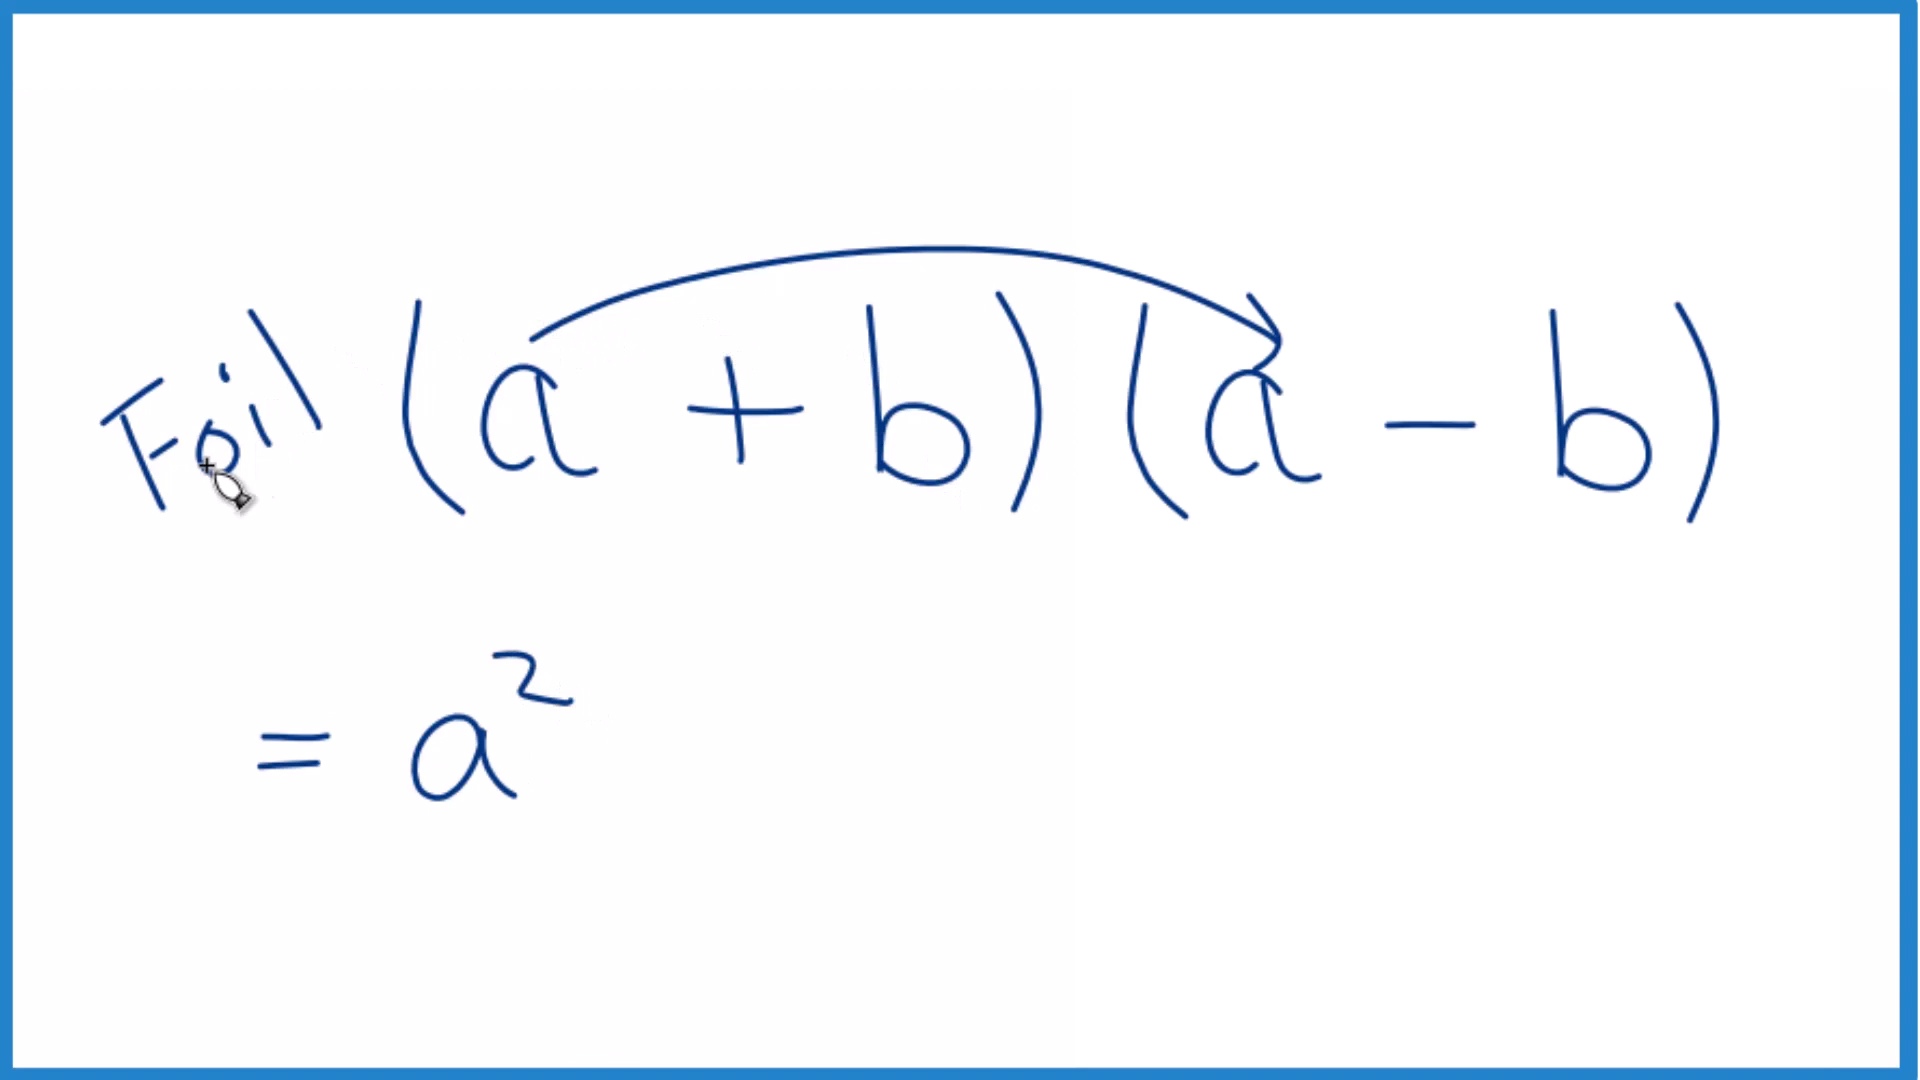 Foil (a + b) (a - b)
= a²